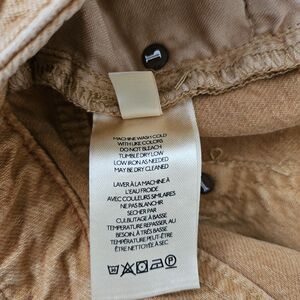 MACHINE WASH COLD
WITH LIKE COLORS
DO NOT BLEACH
TUMBLE DRY LOW
LOW IRON AS NEEDED
MAY BE DRY CLEANED
LAVER À LA MACHINE À
L'EAU FROIDE
AVEC COULEURS SIMILAIRES
NE PAS BLANCHIR
SECHER PAR
CULBUTAGE À BASSE
TEMPÉRATURE REPASSER, AU
BESOIN, À TRÈS BASSE
TEMPÉRATURE PEUT-ÊTRE
ÊTRE NETTOYÉE À SEC